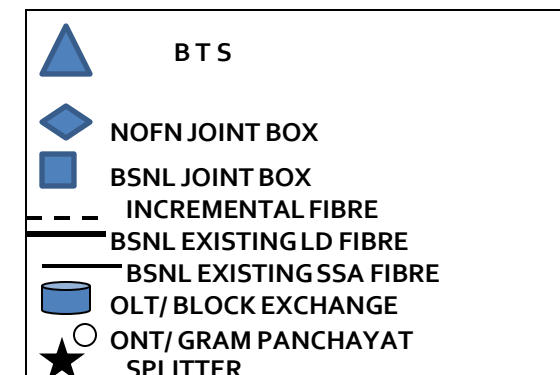 B T S
NOFN JOINT BOX
BSNL JOINT BOX
INCREMENTAL FIBRE
BSNL EXISTING LD FIBRE
BSNL EXISTING SSA FIBRE
OLT/ BLOCK EXCHANGE
ONT/ GRAM PANCHAYAT
SPLITTER